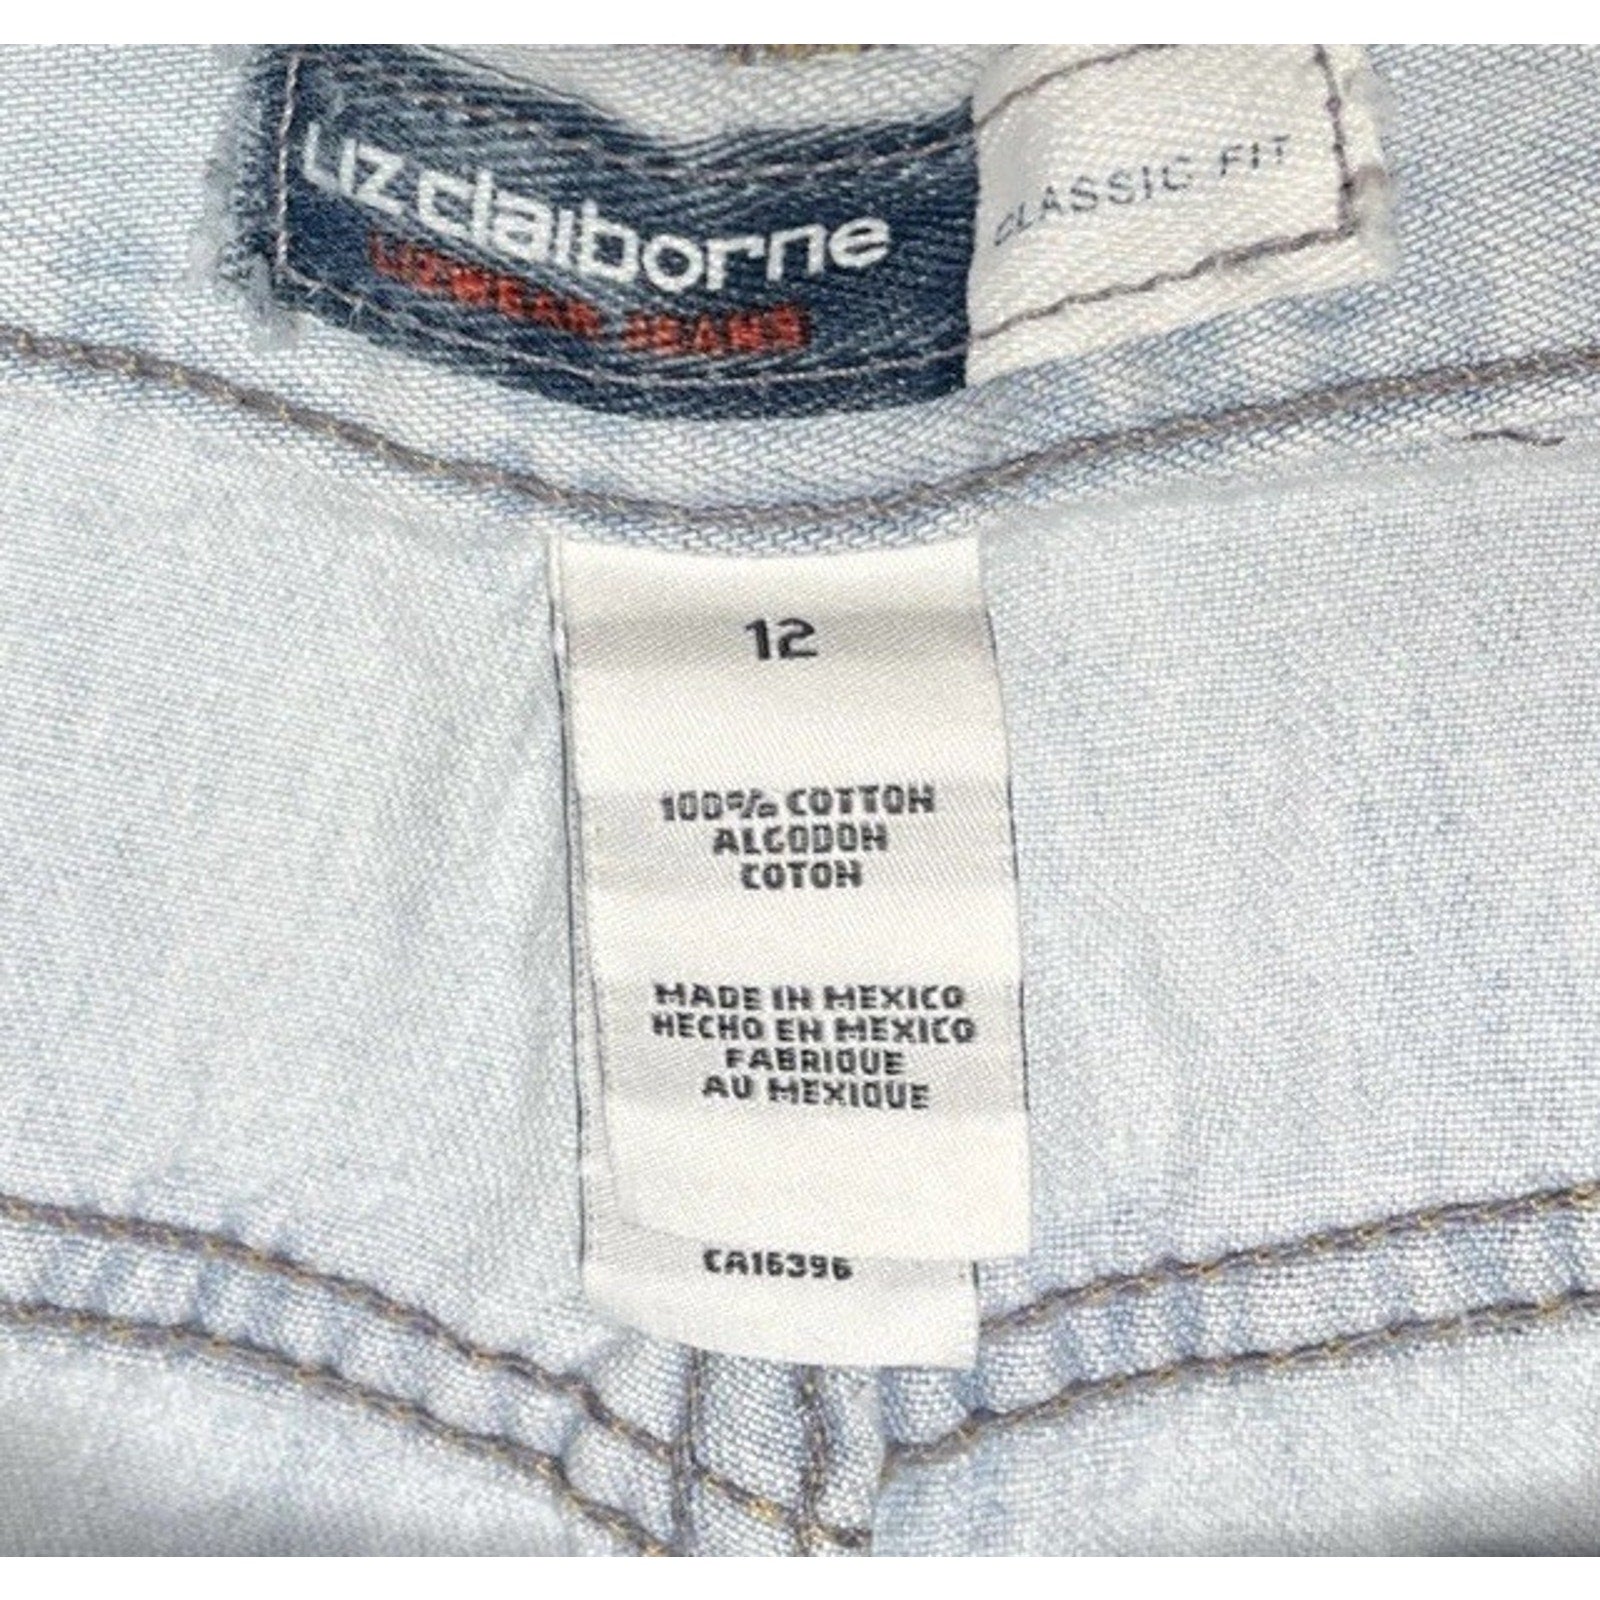 Liz claiborne
LIZWEAR JEANS
CLASSIC FIT
12
100% COTTON
ALGODON
COTON
MADE IN MEXICO
HECHO EN MEXICO
FABRIQUE
AU MEXIQUE
CA16396